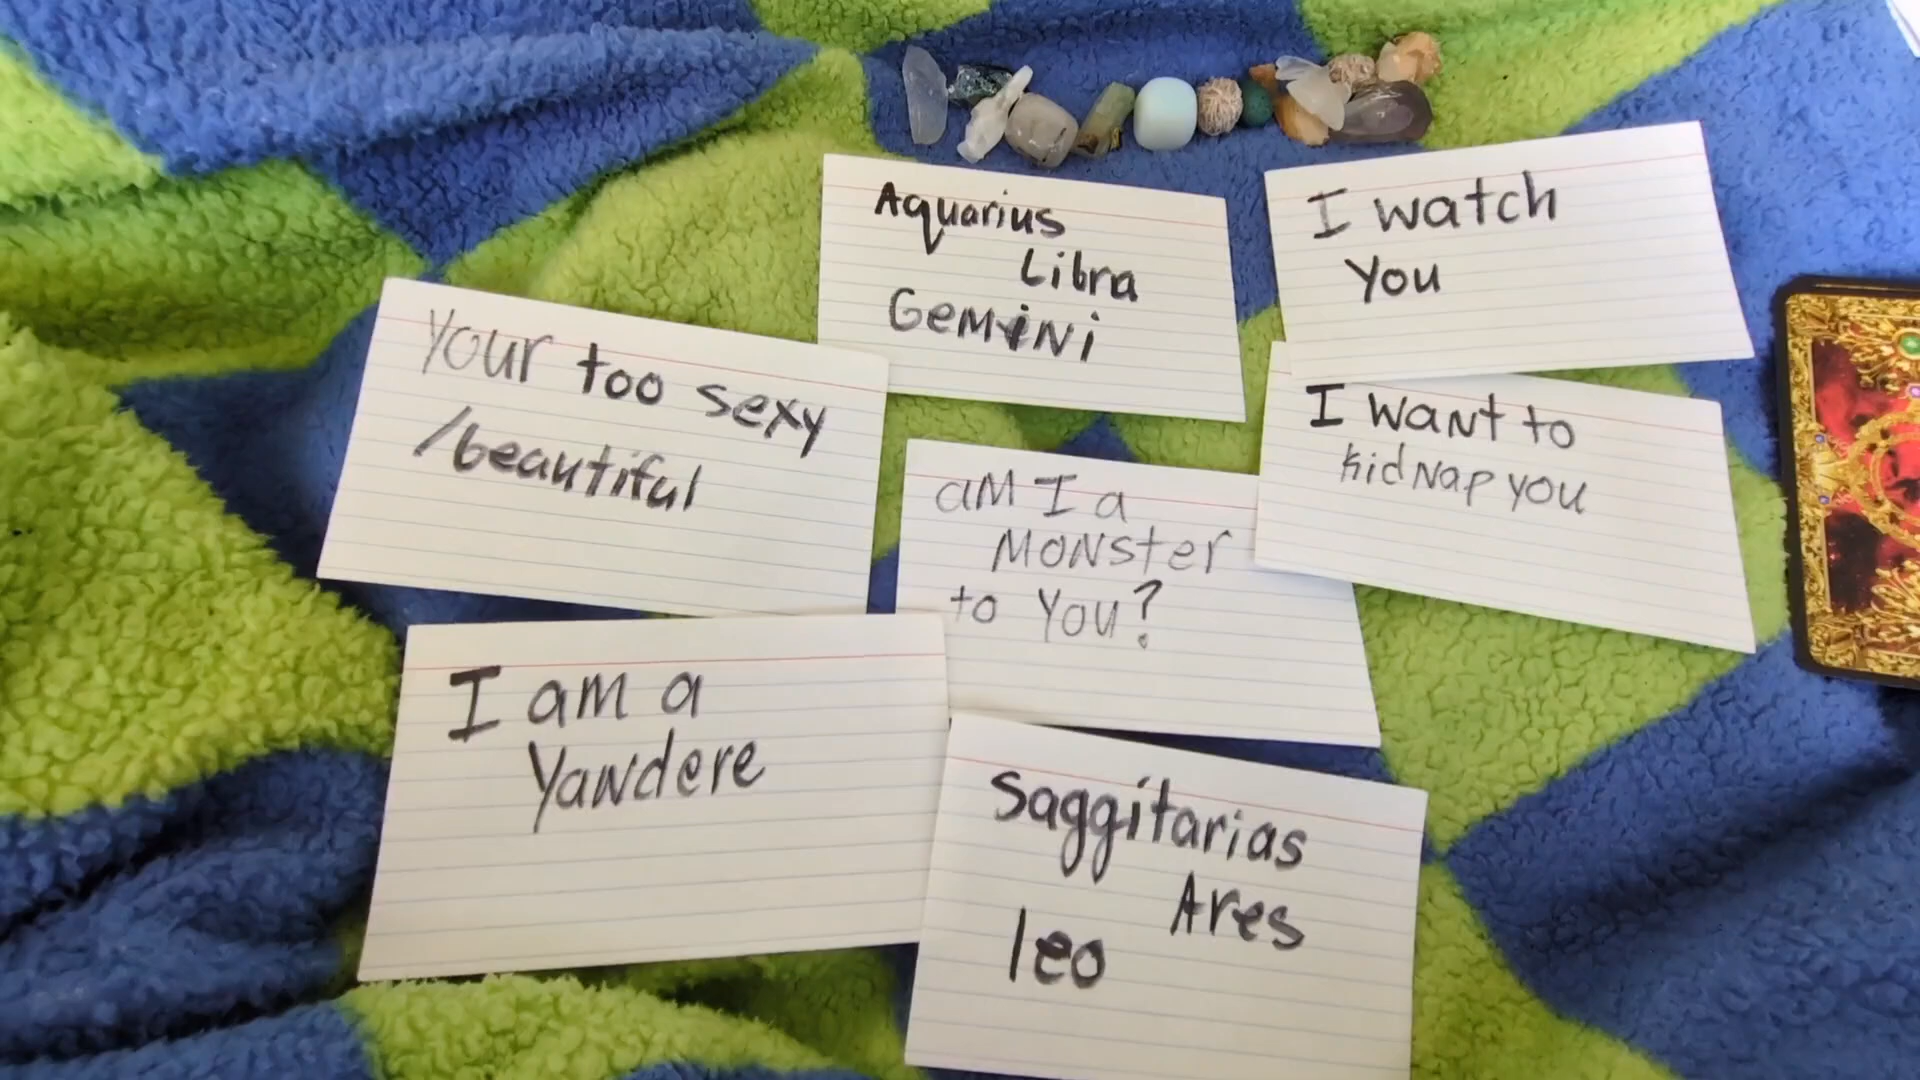 Aquarius
Libra
GeMiNi
I watch
You
Your too sexy
/beautiful
I waNt to
kidNap you
aM I a
MoNster
to You?
I am a
YaNdere
Saggitarias
Ares
leo